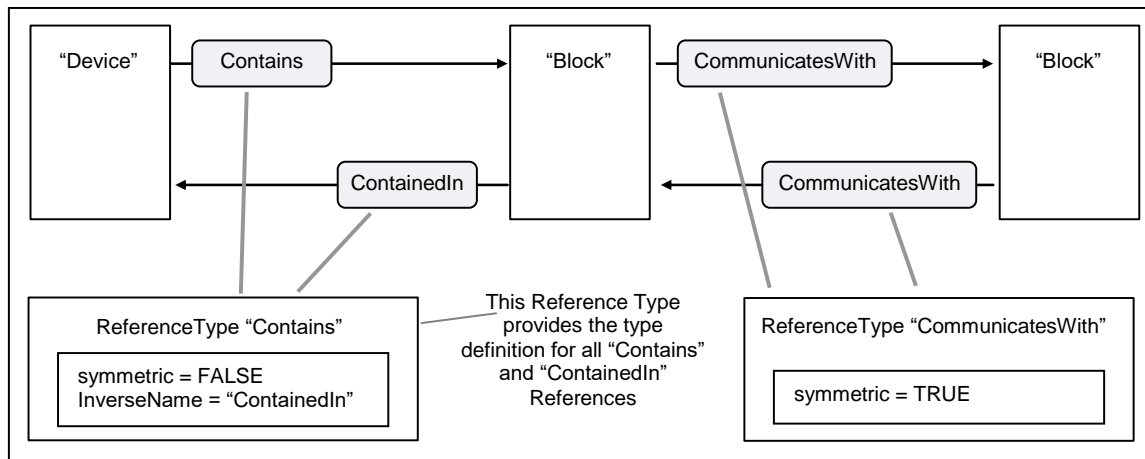 “Device”
Contains
“Block”
CommunicatesWith
“Block”
ContainedIn
CommunicatesWith
ReferenceType “Contains”
symmetric = FALSE
InverseName = “ContainedIn”
This Reference Type
provides the type
definition for all “Contains”
and “ContainedIn”
References
ReferenceType “CommunicatesWith”
symmetric = TRUE